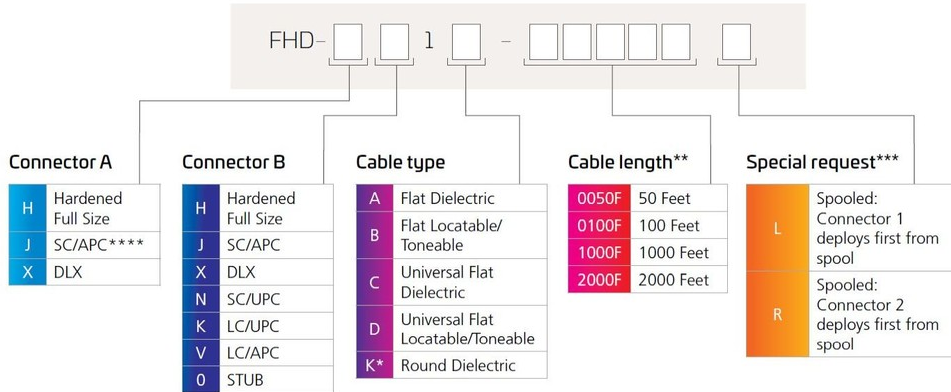 FHD- 1 -
Connector A
H Hardened
Full Size
J SC/APC****
X DLX
Connector B
H Hardened
Full Size
J SC/APC
X DLX
N SC/UPC
K LC/UPC
V LC/APC
0 STUB
Cable type
A Flat Dielectric
B Flat Locatable/
Toneable
C Universal Flat
Dielectric
D Universal Flat
Locatable/Toneable
K* Round Dielectric
Cable length**
0050F 50 Feet
0100F 100 Feet
1000F 1000 Feet
2000F 2000 Feet
Special request***
L Spooled:
Connector 1
deploys first from
spool
R Spooled:
Connector 2
deploys first from
spool